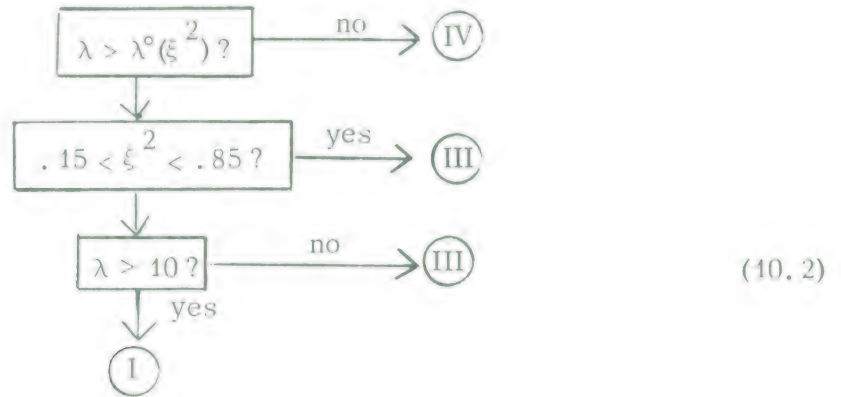 λ > λ°(ξ²)?
no
IV
.15 < ξ² < .85?
yes
III
λ > 10?
no
III
(10.2)
yes
I